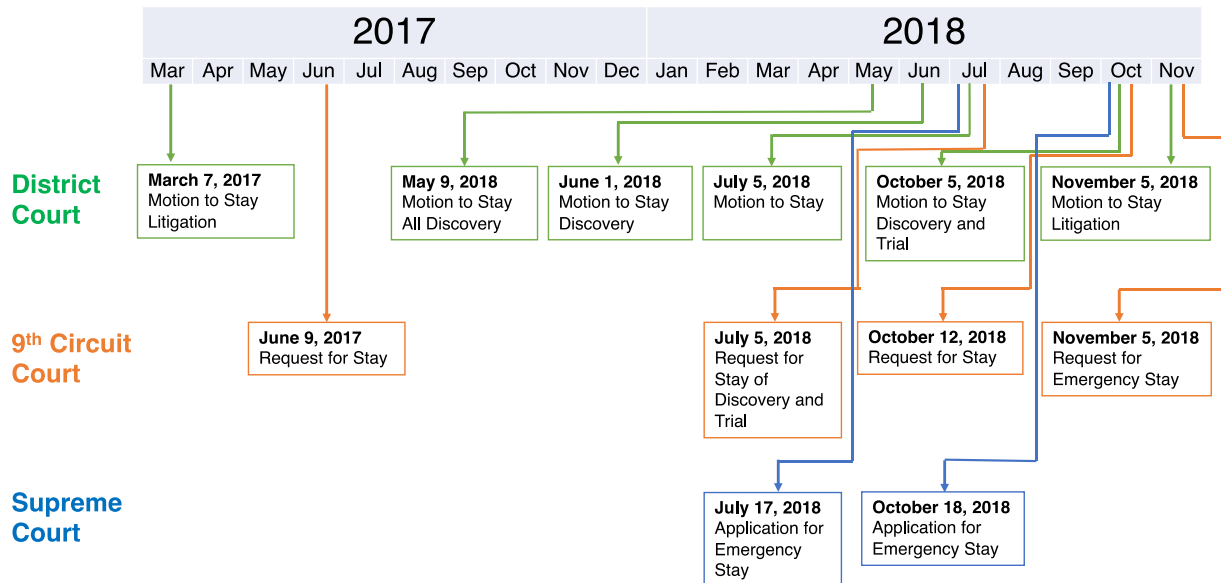 2017
2018
Mar Apr May Jun Jul Aug Sep Oct Nov Dec Jan Feb Mar Apr May Jun Jul Aug Sep Oct Nov
District
Court
March 7, 2017
Motion to Stay
Litigation
May 9, 2018
Motion to Stay
All Discovery
June 1, 2018
Motion to Stay
Discovery
July 5, 2018
Motion to Stay
October 5, 2018
Motion to Stay
Discovery and
Trial
November 5, 2018
Motion to Stay
Litigation
9th Circuit
Court
June 9, 2017
Request for Stay
July 5, 2018
Request for
Stay of
Discovery and
Trial
October 12, 2018
Request for Stay
November 5, 2018
Request for
Emergency Stay
Supreme
Court
July 17, 2018
Application for
Emergency
Stay
October 18, 2018
Application for
Emergency Stay